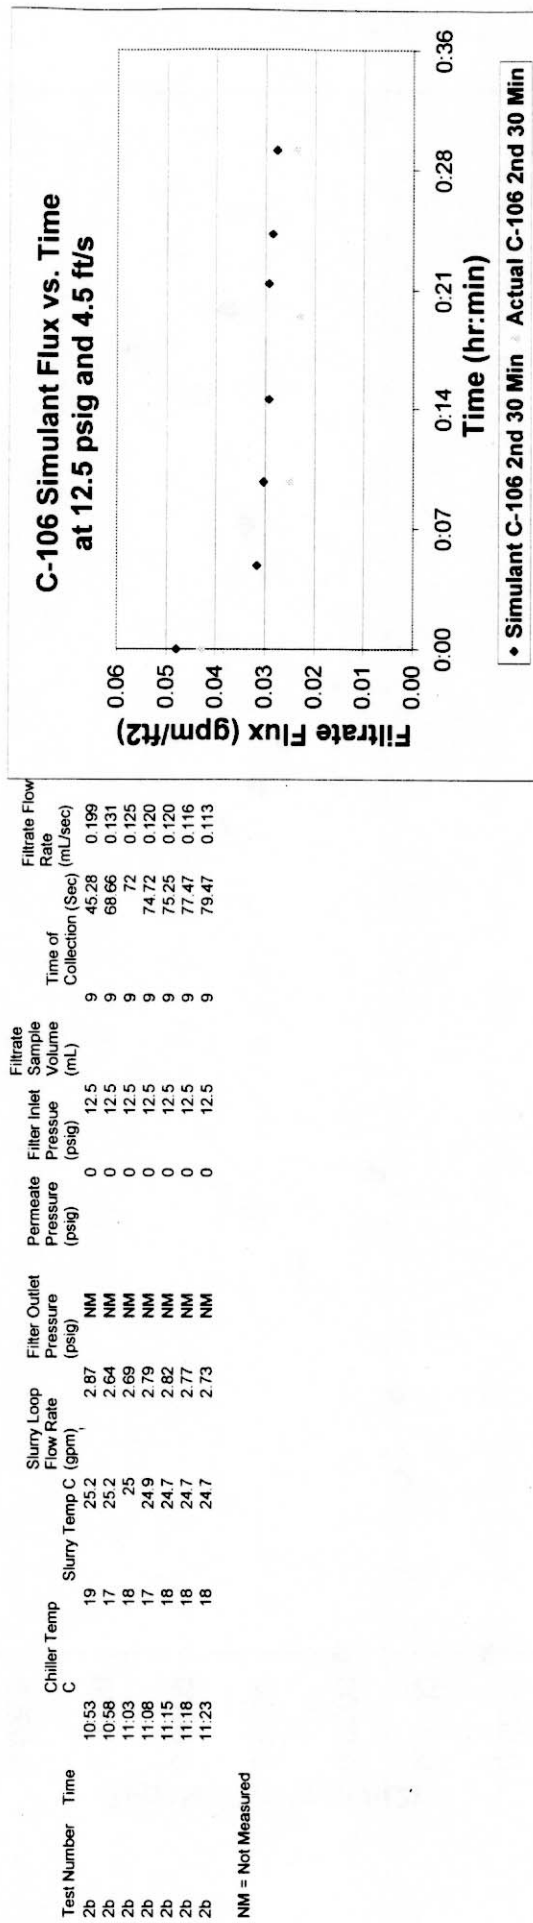 Test Number Time Chiller Temp C Slurry Temp C Slurry Loop Flow Rate (gpm) Filter Outlet Pressure (psig) Permeate Pressure (psig) Filter Inlet Pressue (psig) Filtrate Sample Volume (mL) Time of Collection (Sec) Filtrate Flow Rate (mL/sec)
2b 10:53 19 25.2 2.87 NM 0 12.5 9 45.28 0.199
2b 10:58 17 25.2 2.64 NM 0 12.5 9 68.66 0.131
2b 11:03 18 25 2.69 NM 0 12.5 9 72 0.125
2b 11:08 17 24.9 2.79 NM 0 12.5 9 74.72 0.120
2b 11:15 18 24.7 2.82 NM 0 12.5 9 75.25 0.120
2b 11:18 18 24.7 2.77 NM 0 12.5 9 77.47 0.116
2b 11:23 18 24.7 2.73 NM 0 12.5 9 79.47 0.113
NM = Not Measured
C-106 Simulant Flux vs. Time
at 12.5 psig and 4.5 ft/s
Filtrate Flux (gpm/ft2)
0.06
0.05
0.04
0.03
0.02
0.01
0.00
0:00 0:07 0:14 0:21 0:28 0:36
Time (hr:min)
Simulant C-106 2nd 30 Min Actual C-106 2nd 30 Min